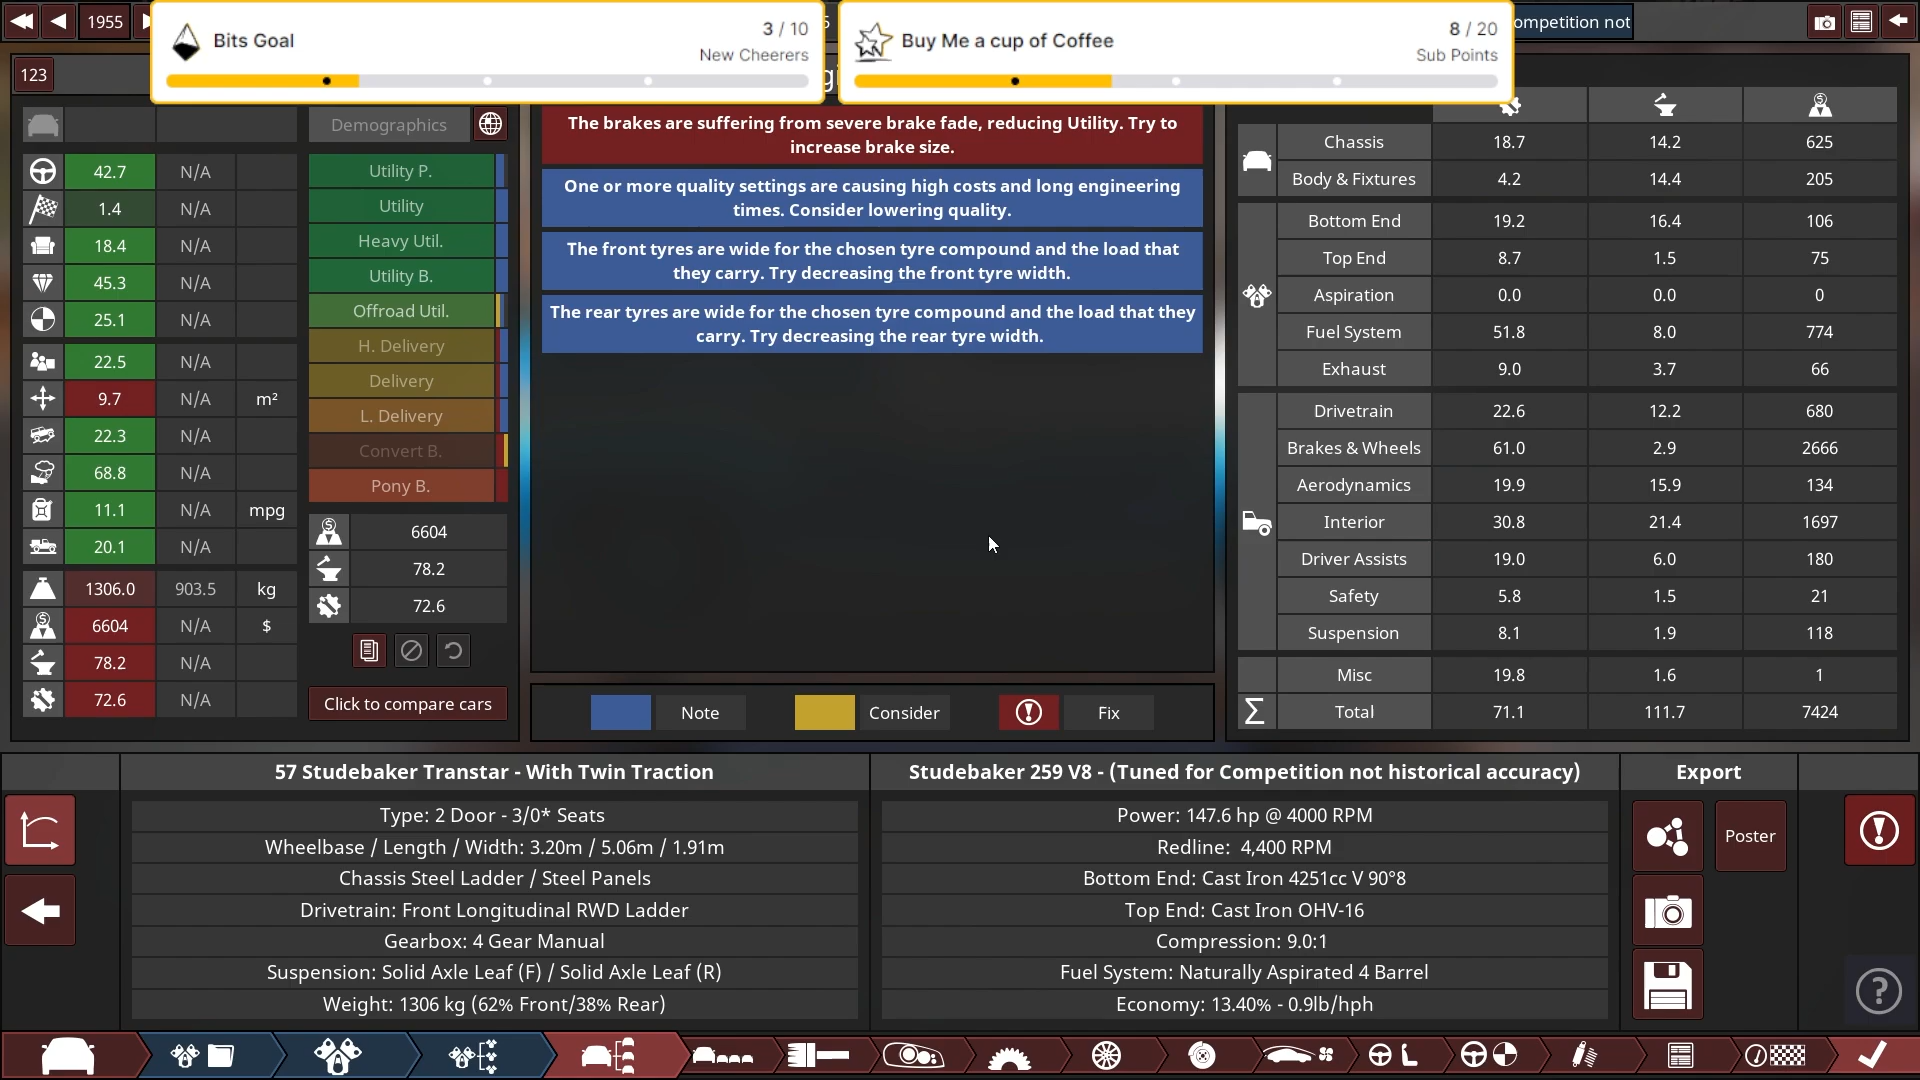 1955
5
ompetition not
Bits Goal
3 / 10
New Cheerers
Buy Me a cup of Coffee
8 / 20
Sub Points
123
gi
Demographics
42.7 N/A
1.4 N/A
18.4 N/A
45.3 N/A
25.1 N/A
22.5 N/A
9.7 N/A m²
22.3 N/A
68.8 N/A
11.1 N/A mpg
20.1 N/A
1306.0 903.5 kg
6604 N/A $
78.2 N/A
72.6 N/A
Utility P.
Utility
Heavy Util.
Utility B.
Offroad Util.
H. Delivery
Delivery
L. Delivery
Convert B.
Pony B.
6604
78.2
72.6
Click to compare cars
The brakes are suffering from severe brake fade, reducing Utility. Try to
increase brake size.
One or more quality settings are causing high costs and long engineering
times. Consider lowering quality.
The front tyres are wide for the chosen tyre compound and the load that
they carry. Try decreasing the front tyre width.
The rear tyres are wide for the chosen tyre compound and the load that they
carry. Try decreasing the rear tyre width.
Note
Consider
Fix
Chassis 18.7 14.2 625
Body & Fixtures 4.2 14.4 205
Bottom End 19.2 16.4 106
Top End 8.7 1.5 75
Aspiration 0.0 0.0 0
Fuel System 51.8 8.0 774
Exhaust 9.0 3.7 66
Drivetrain 22.6 12.2 680
Brakes & Wheels 61.0 2.9 2666
Aerodynamics 19.9 15.9 134
Interior 30.8 21.4 1697
Driver Assists 19.0 6.0 180
Safety 5.8 1.5 21
Suspension 8.1 1.9 118
Misc 19.8 1.6 1
Σ Total 71.1 111.7 7424
57 Studebaker Transtar - With Twin Traction
Type: 2 Door - 3/0* Seats
Wheelbase / Length / Width: 3.20m / 5.06m / 1.91m
Chassis Steel Ladder / Steel Panels
Drivetrain: Front Longitudinal RWD Ladder
Gearbox: 4 Gear Manual
Suspension: Solid Axle Leaf (F) / Solid Axle Leaf (R)
Weight: 1306 kg (62% Front/38% Rear)
Studebaker 259 V8 - (Tuned for Competition not historical accuracy)
Power: 147.6 hp @ 4000 RPM
Redline: 4,400 RPM
Bottom End: Cast Iron 4251cc V 90°8
Top End: Cast Iron OHV-16
Compression: 9.0:1
Fuel System: Naturally Aspirated 4 Barrel
Economy: 13.40% - 0.9lb/hph
Export
Poster